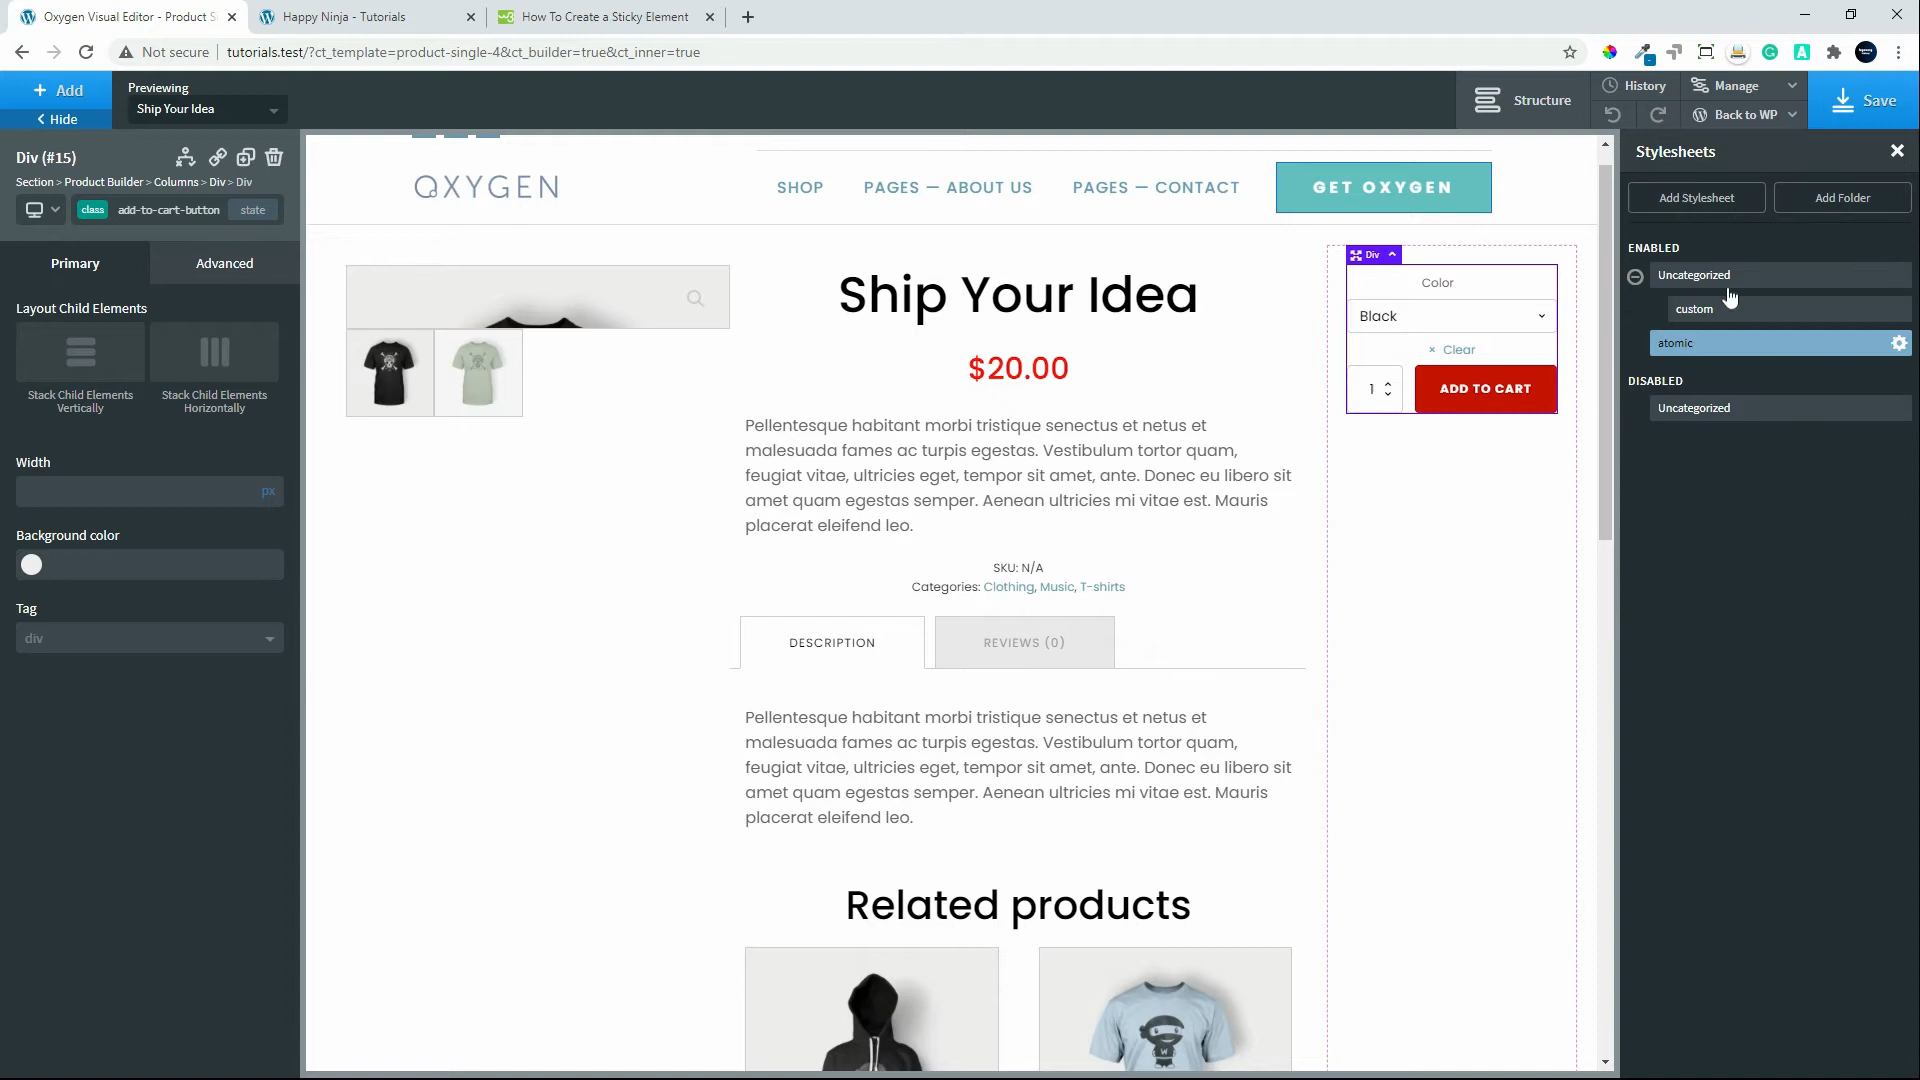 Oxygen Visual Editor - Product S
Happy Ninja - Tutorials
How To Create a Sticky Element
Not secure
tutorials.test/?ct_template=product-single-4&ct_builder=true&ct_inner=true
+ Add
Hide
Previewing
Ship Your Idea
Structure
History
Manage
Back to WP
Save
Div (#15)
Section > Product Builder > Columns > Div > Div
class add-to-cart-button state
Primary
Advanced
Layout Child Elements
Stack Child Elements
Vertically
Stack Child Elements
Horizontally
Width
px
Background color
Tag
div
OXYGEN
SHOP
PAGES — ABOUT US
PAGES — CONTACT
GET OXYGEN
Ship Your Idea
$20.00
Pellentesque habitant morbi tristique senectus et netus et
malesuada fames ac turpis egestas. Vestibulum tortor quam,
feugiat vitae, ultricies eget, tempor sit amet, ante. Donec eu libero sit
amet quam egestas semper. Aenean ultricies mi vitae est. Mauris
placerat eleifend leo.
SKU: N/A
Categories: Clothing, Music, T-shirts
DESCRIPTION
REVIEWS (0)
Pellentesque habitant morbi tristique senectus et netus et
malesuada fames ac turpis egestas. Vestibulum tortor quam,
feugiat vitae, ultricies eget, tempor sit amet, ante. Donec eu libero sit
amet quam egestas semper. Aenean ultricies mi vitae est. Mauris
placerat eleifend leo.
Related products
W
Div
Color
Black
× Clear
1
ADD TO CART
Stylesheets
Add Stylesheet
Add Folder
ENABLED
Uncategorized
custom
atomic
DISABLED
Uncategorized